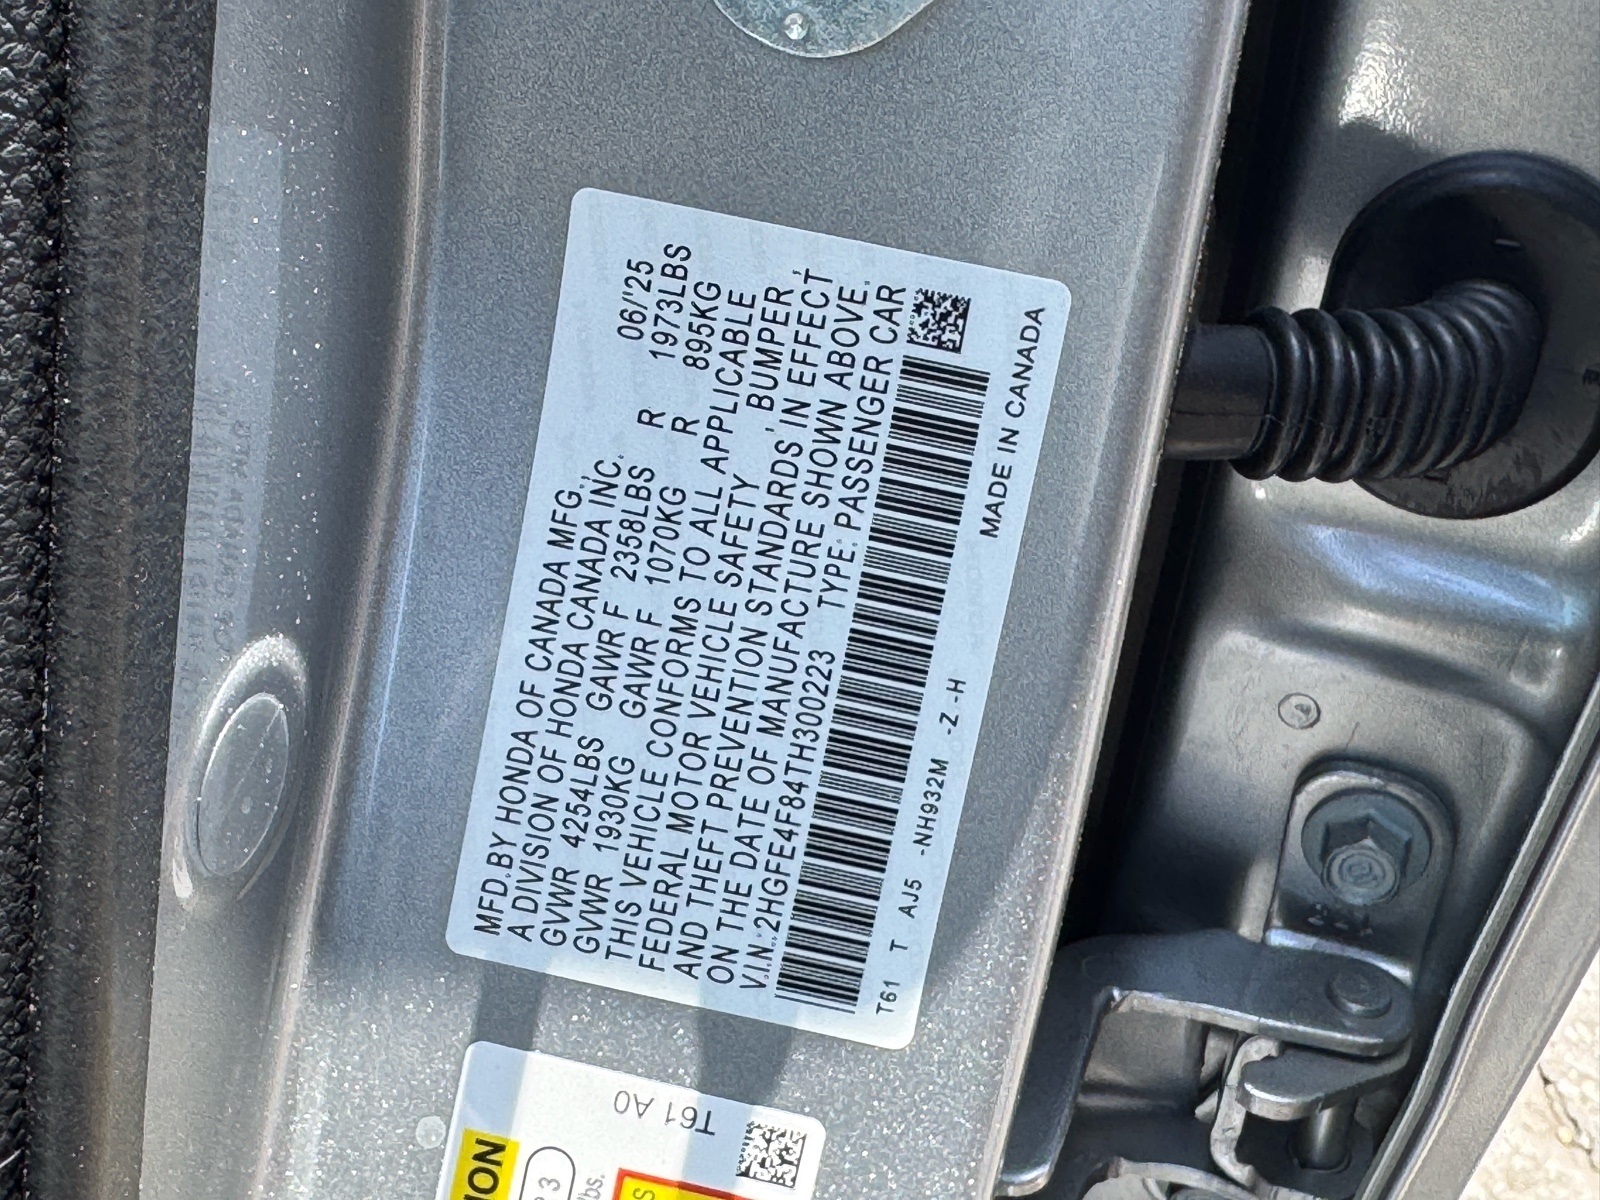 MFD. BY HONDA OF CANADA MFG., 06/'25
A DIVISION OF HONDA CANADA INC.
GVWR 4254LBS GAWR F 2358LBS R 1973LBS
GVWR 1930KG GAWR F 1070KG R 895KG
THIS VEHICLE CONFORMS TO ALL APPLICABLE
FEDERAL MOTOR VEHICLE SAFETY, BUMPER,
AND THEFT PREVENTION STANDARDS IN EFFECT
ON THE DATE OF MANUFACTURE SHOWN ABOVE.
V.I.N.:2HGFE4F84TH300223 TYPE: PASSENGER CAR
T61 T AJ5 -NH932M -Z -H
MADE IN CANADA
T61 A0